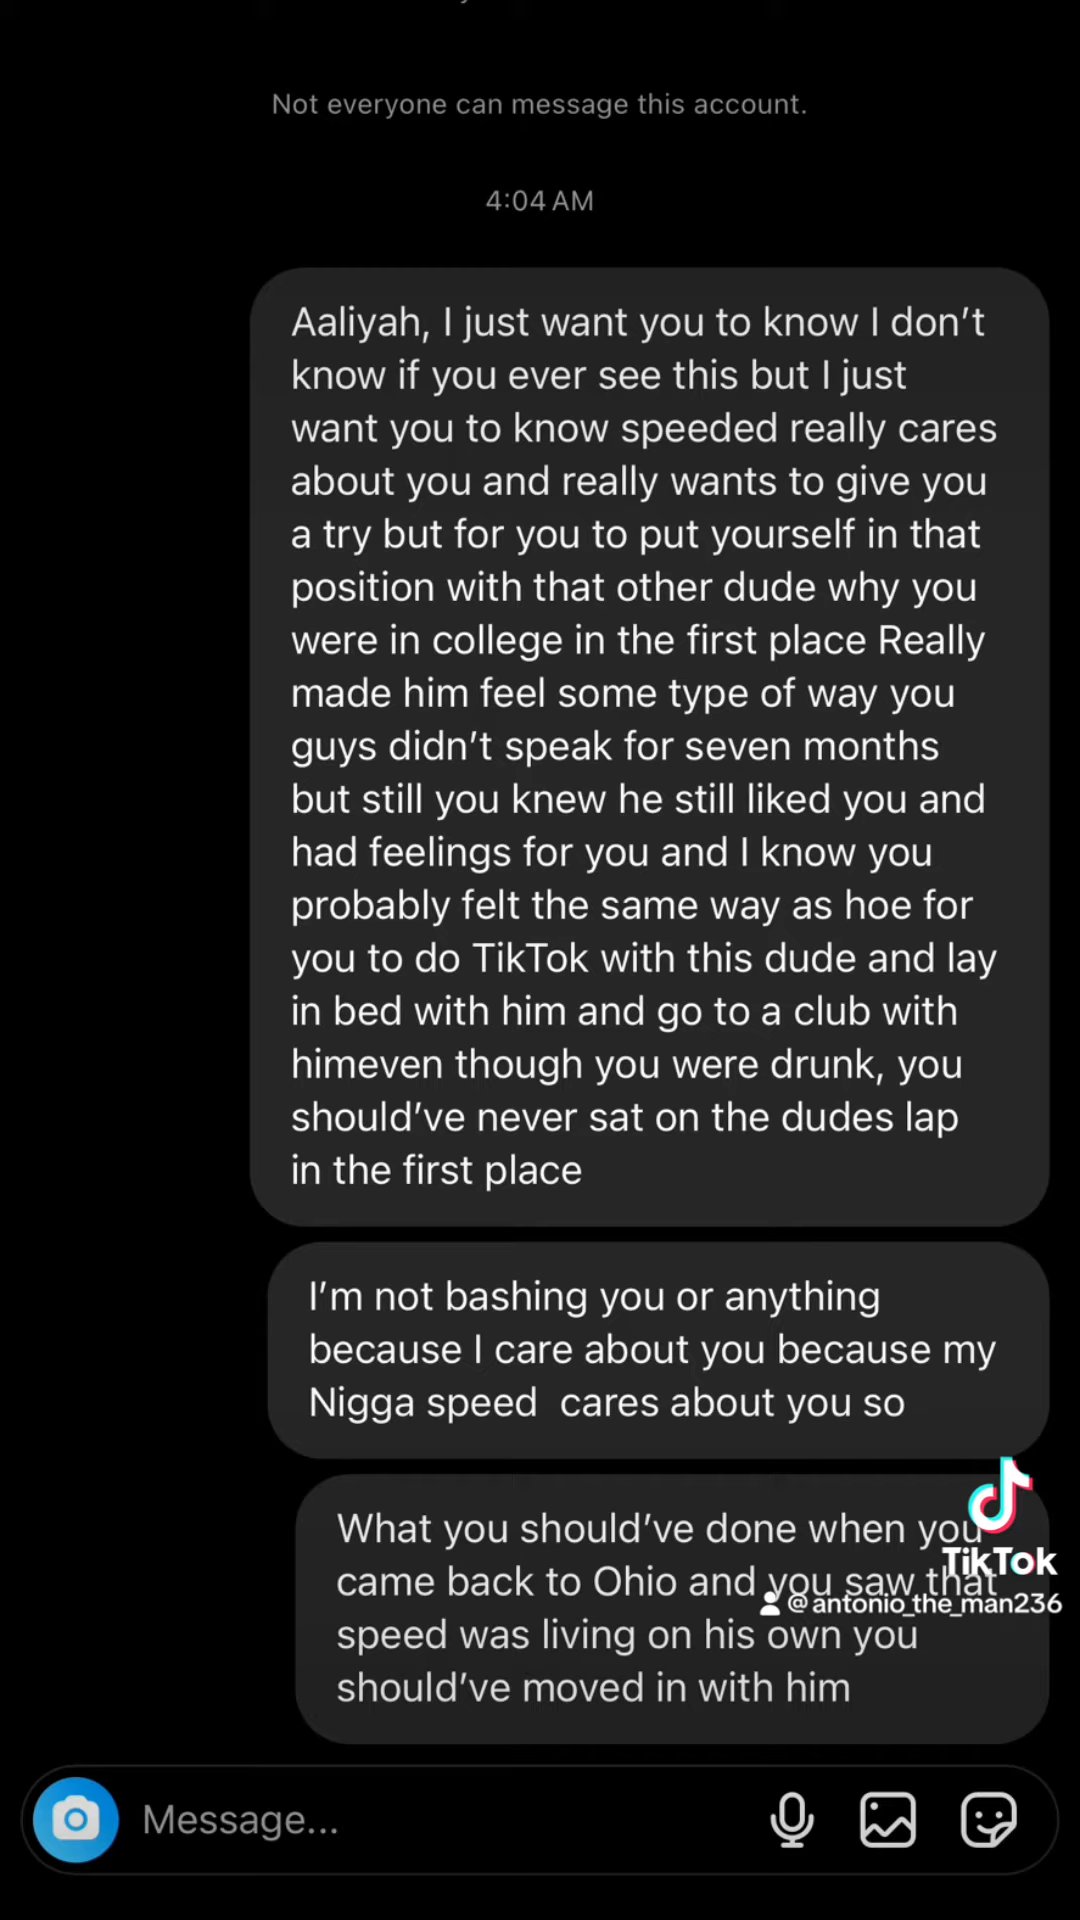 Not everyone can message this account.
4:04 AM
Aaliyah, I just want you to know I don’t
know if you ever see this but I just
want you to know speeded really cares
about you and really wants to give you
a try but for you to put yourself in that
position with that other dude why you
were in college in the first place Really
made him feel some type of way you
guys didn’t speak for seven months
but still you knew he still liked you and
had feelings for you and I know you
probably felt the same way as hoe for
you to do TikTok with this dude and lay
in bed with him and go to a club with
himeven though you were drunk, you
should’ve never sat on the dudes lap
in the first place
I’m not bashing you or anything
because I care about you because my
Nigga speed  cares about you so
What you should’ve done when you
came back to Ohio and you saw that
speed was living on his own you
should’ve moved in with him
TikTok
@antonio_the_man236
Message...